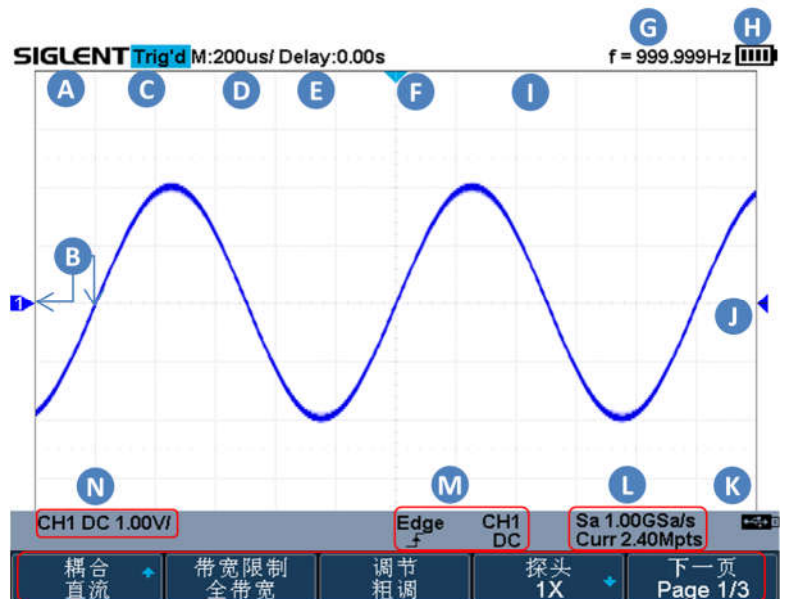 G H
SIGLENT Trig'd M:200us/ Delay:0.00s f = 999.999Hz
A C D E F I
B
1
J
N M L K
CH1 DC 1.00V/ Edge CH1 Sa 1.00GSa/s
DC Curr 2.40Mpts
耦合 带宽限制 调节 探头 下一页
直流 全带宽 粗调 1X Page 1/3